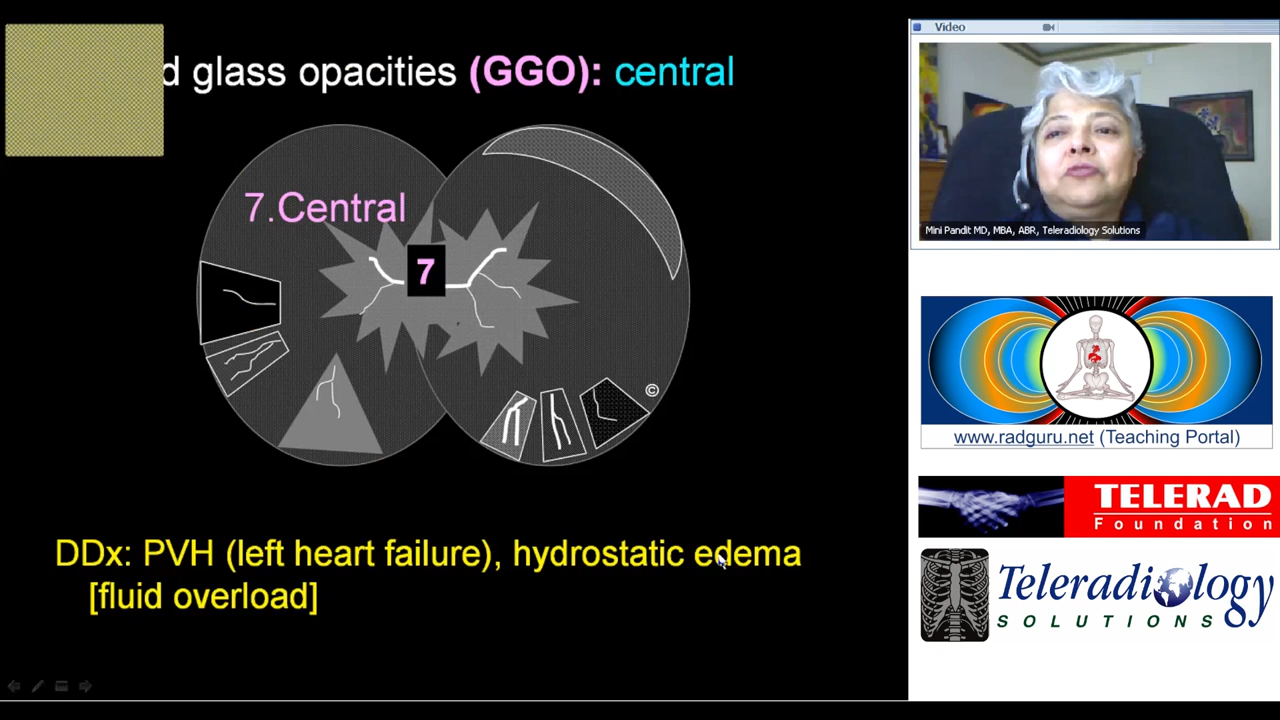 d glass opacities (GGO): central
7.Central
7
©
DDx: PVH (left heart failure), hydrostatic edema
[fluid overload]
Video
Mini Pandit MD, MBA, ABR, Teleradiology Solutions
www.radguru.net (Teaching Portal)
TELERAD
Foundation
Teleradiology
SOLUTIONS